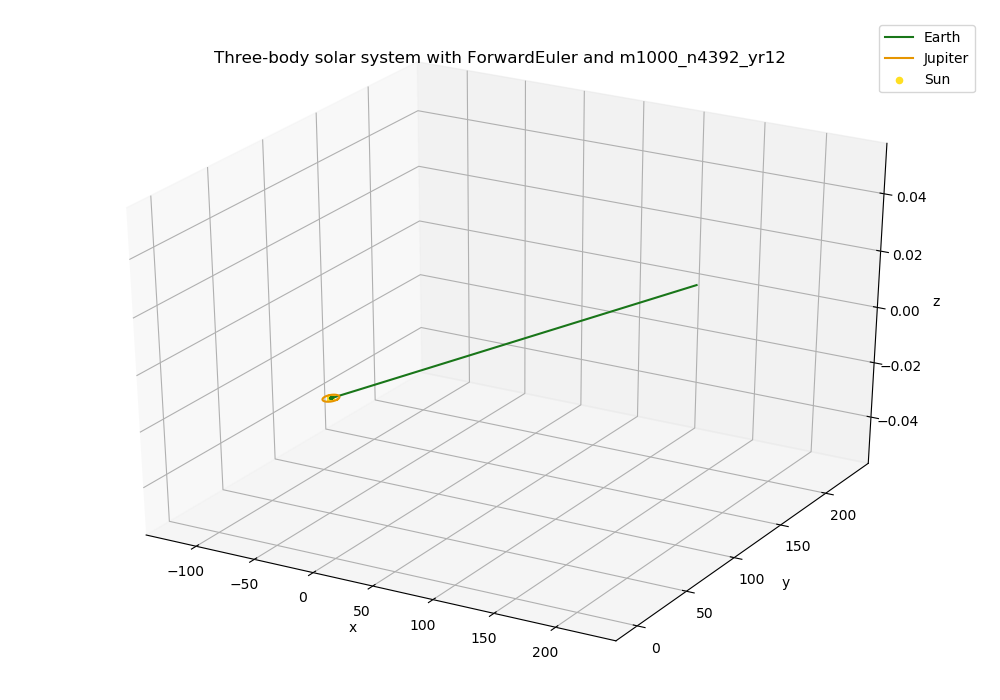 Three-body solar system with ForwardEuler and m1000_n4392_yr12
Earth
Jupiter
Sun
0.04
0.02
0.00
−0.02
−0.04
z
−100
−50
0
50
100
150
200
x
0
50
100
150
200
y